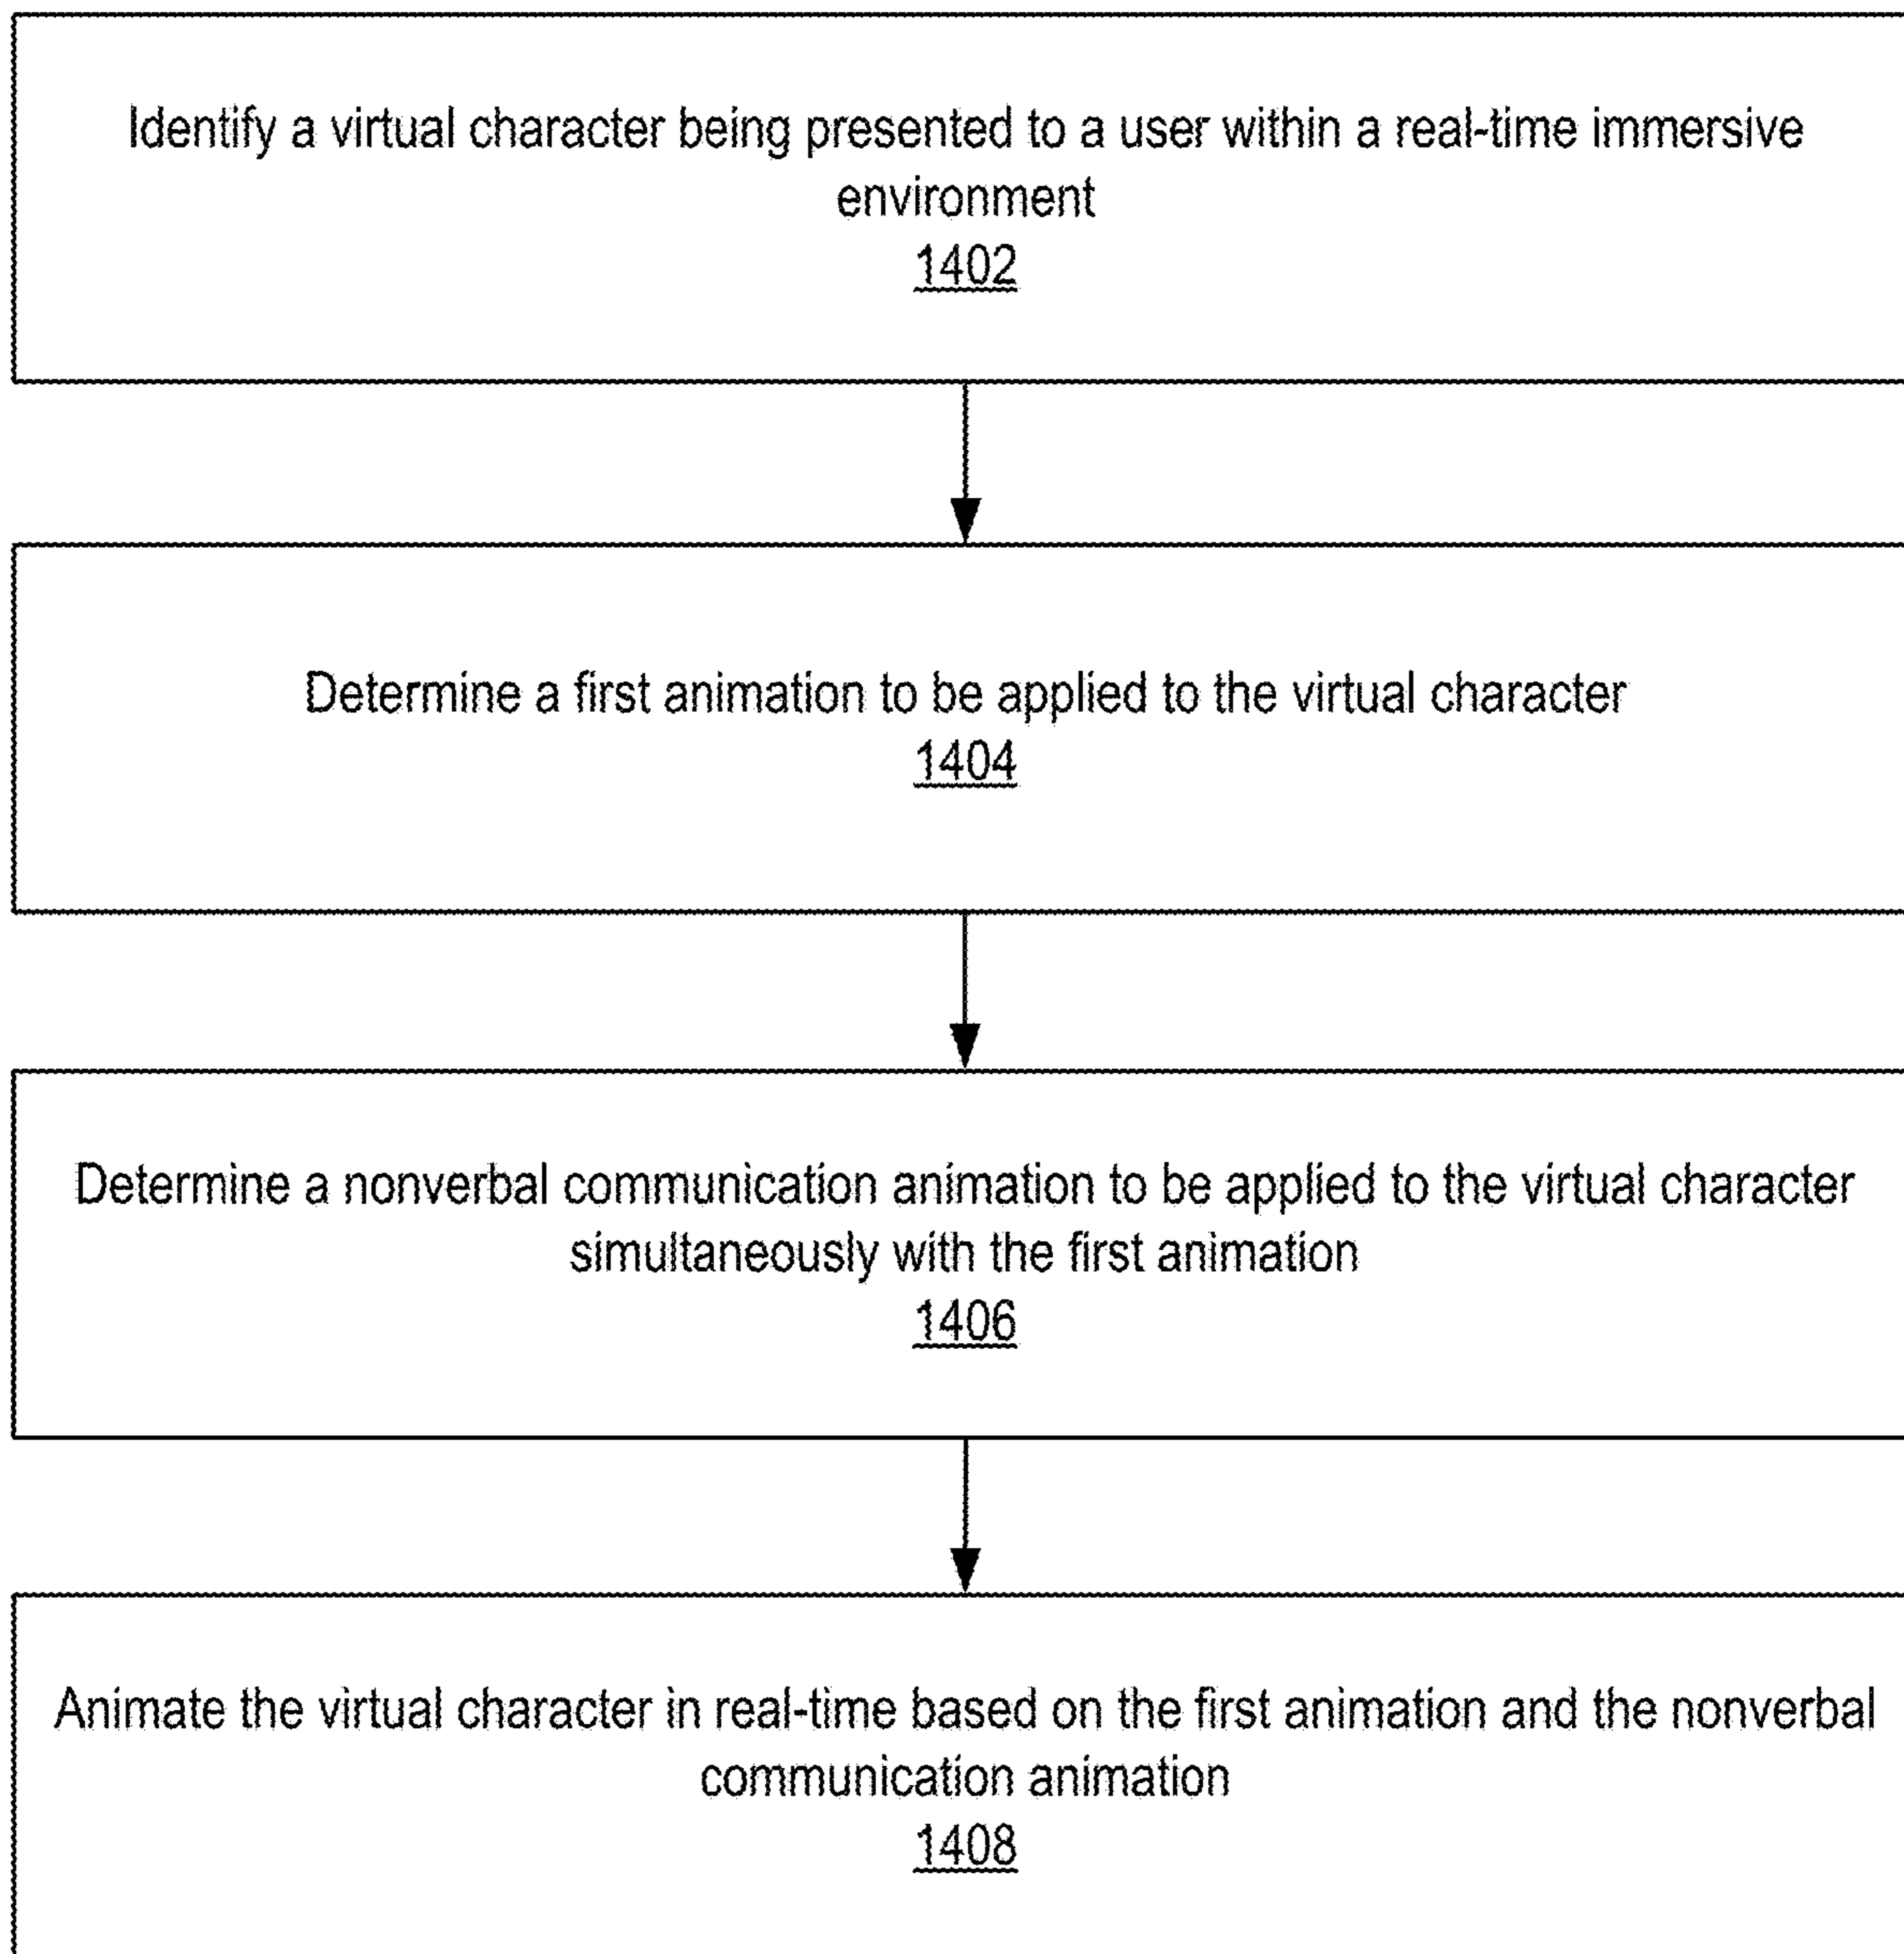 Identify a virtual character being presented to a user within a real-time immersive
environment
1402
Determine a first animation to be applied to the virtual character
1404
Determine a nonverbal communication animation to be applied to the virtual character
simultaneously with the first animation
1406
Animate the virtual character in real-time based on the first animation and the nonverbal
communication animation
1408